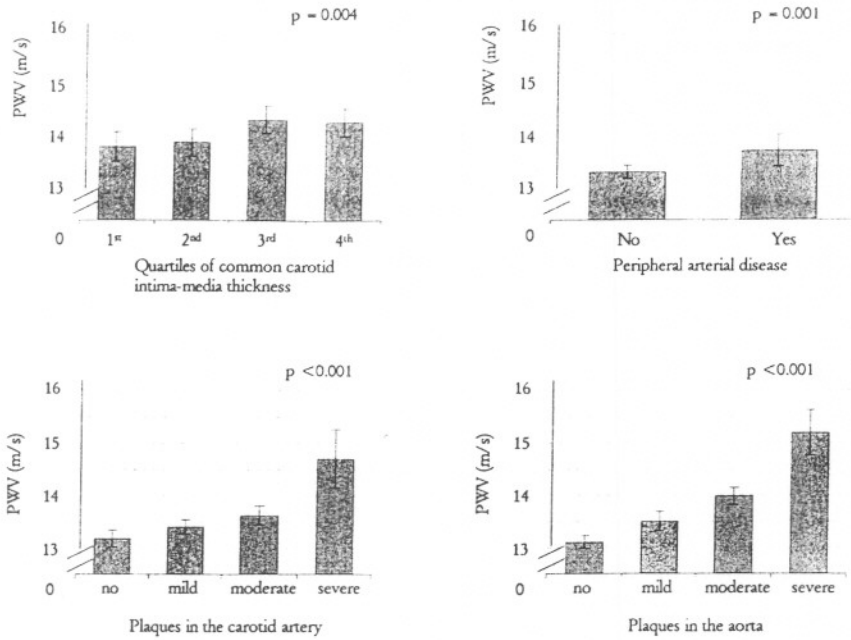 p = 0.004
PWV (m/s)
16
15
14
13
0
1st 2nd 3rd 4th
Quartiles of common carotid
intima-media thickness
p = 0.001
PWV (m/s)
16
15
14
13
0
No Yes
Peripheral arterial disease
p <0.001
PWV (m/s)
16
15
14
13
0
no mild moderate severe
Plaques in the carotid artery
p <0.001
PWV (m/s)
16
15
14
13
0
no mild moderate severe
Plaques in the aorta